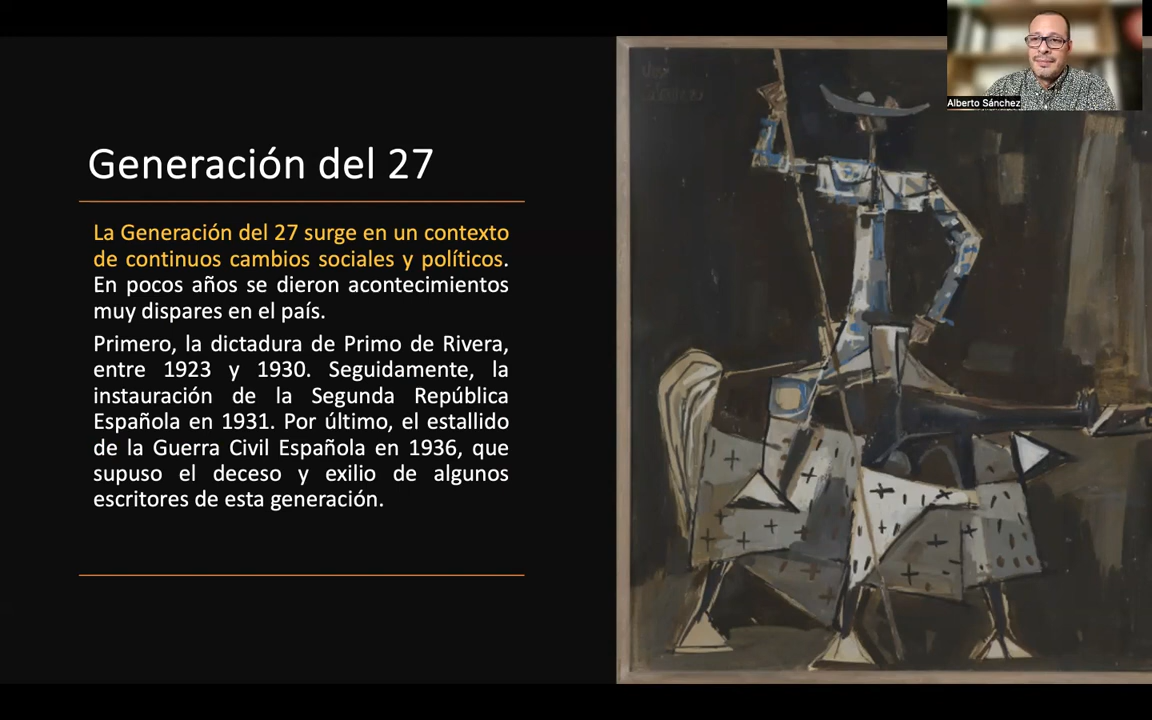 Alberto Sánchez
Generación del 27
La Generación del 27 surge en un contexto
de continuos cambios sociales y políticos.
En pocos años se dieron acontecimientos
muy dispares en el país.
Primero, la dictadura de Primo de Rivera,
entre 1923 y 1930. Seguidamente, la
instauración de la Segunda República
Española en 1931. Por último, el estallido
de la Guerra Civil Española en 1936, que
supuso el deceso y exilio de algunos
escritores de esta generación.